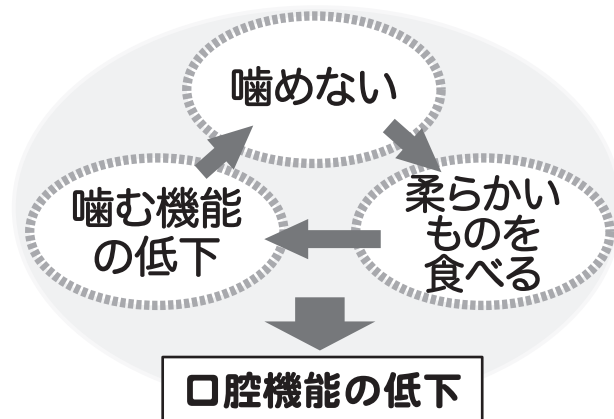 噛めない
柔らかい
ものを
食べる
噛む機能
の低下
口腔機能の低下